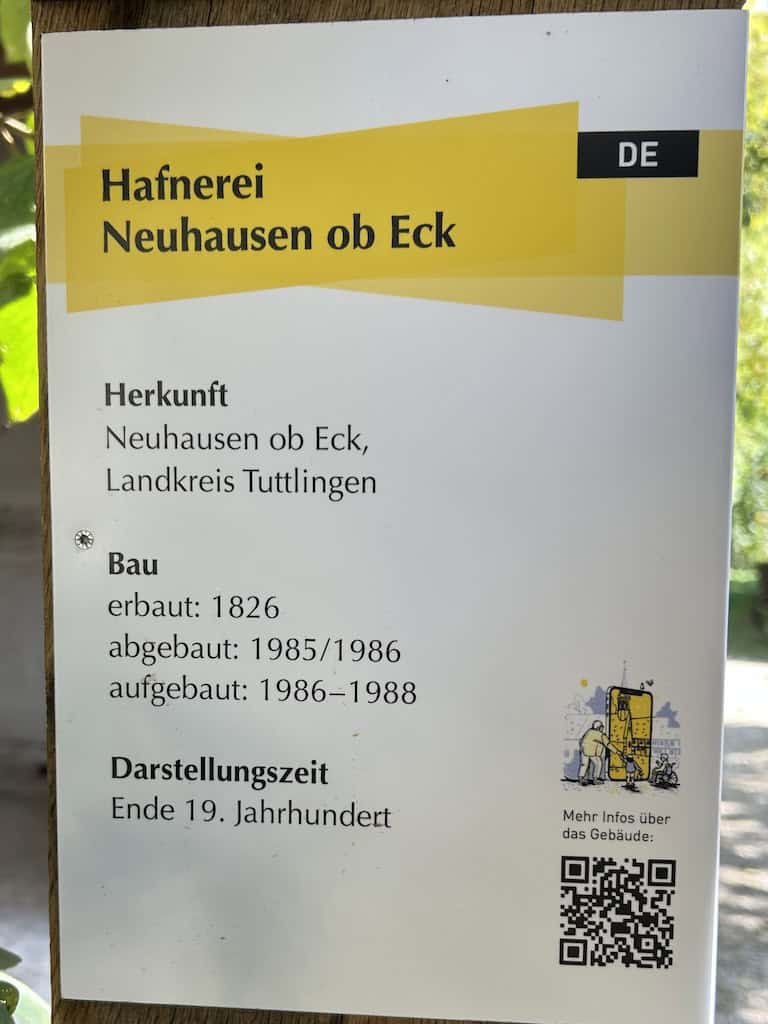 DE
Hafnerei
Neuhausen ob Eck
Herkunft
Neuhausen ob Eck,
Landkreis Tuttlingen
Bau
erbaut: 1826
abgebaut: 1985/1986
aufgebaut: 1986–1988
Darstellungszeit
Ende 19. Jahrhundert
Mehr Infos über
das Gebäude: